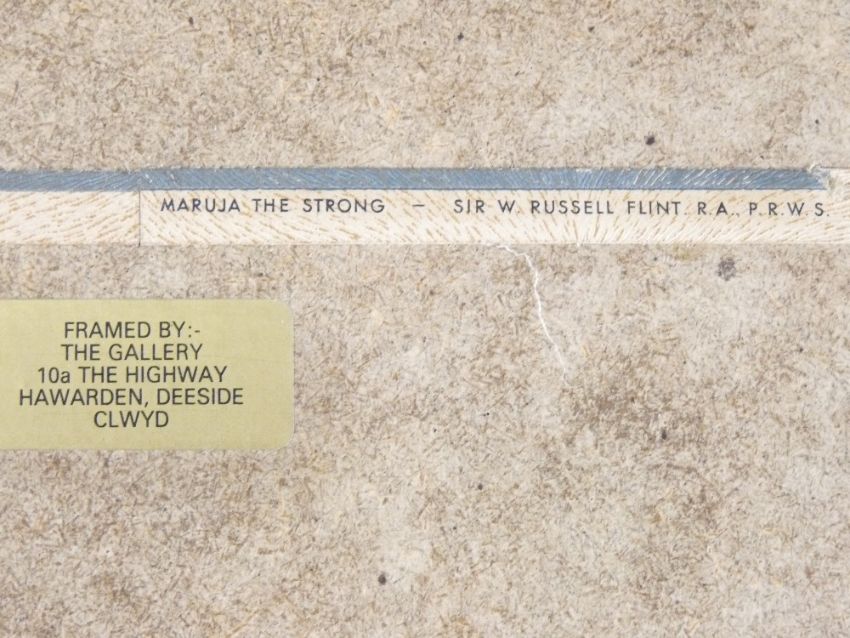 MARUJA THE STRONG — SIR W. RUSSELL FLINT. R.A., P.R.W.S.
FRAMED BY:-
THE GALLERY
10a THE HIGHWAY
HAWARDEN, DEESIDE
CLWYD